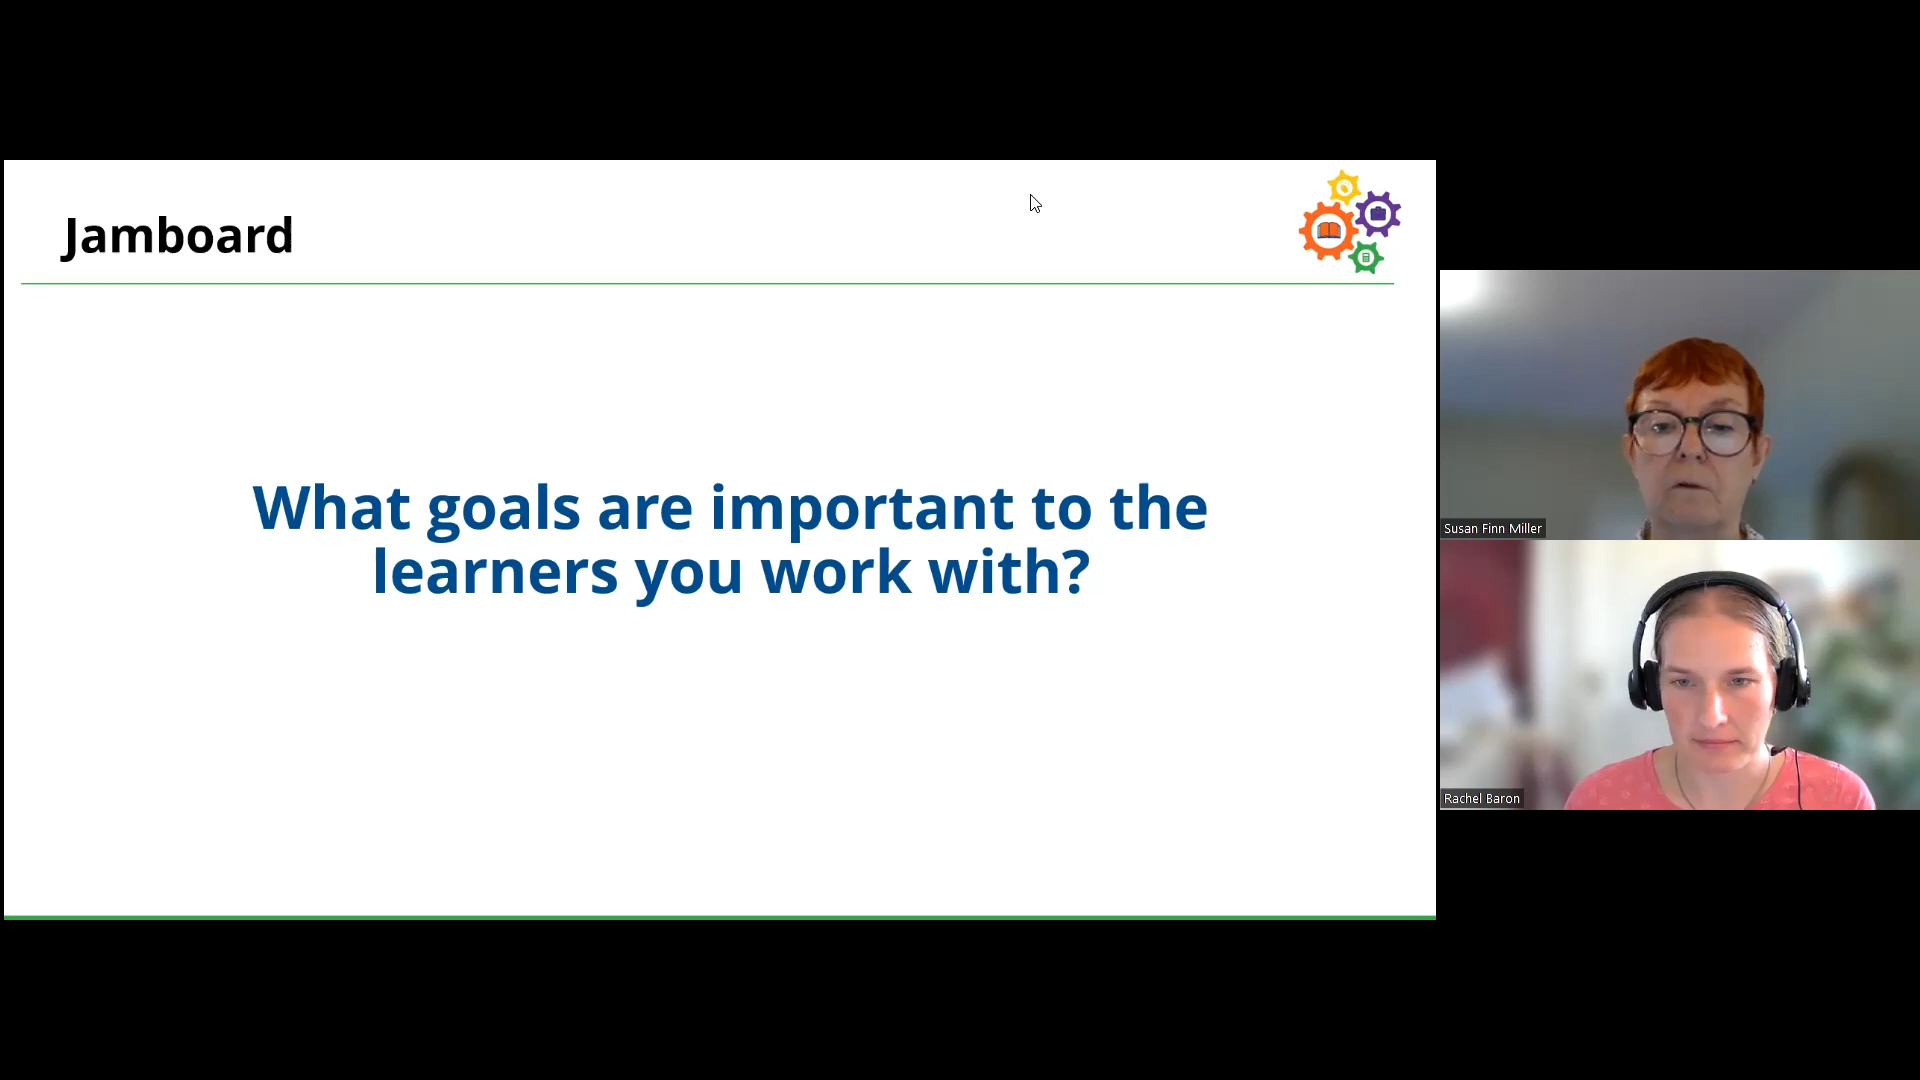 Jamboard
What goals are important to the
learners you work with?
Susan Finn Miller
Rachel Baron